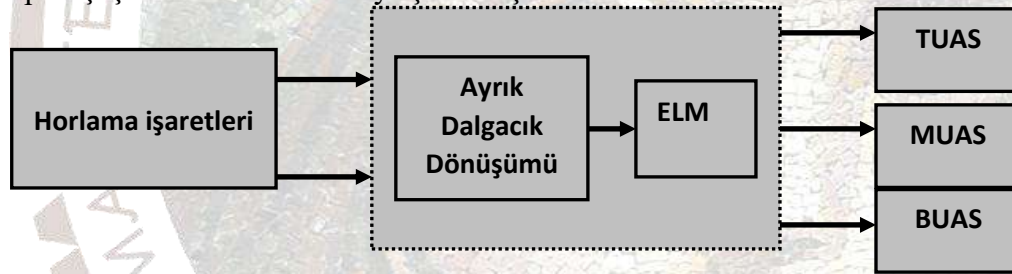 Horlama işaretleri
Ayrık
Dalgacık
Dönüşümü
ELM
TUAS
MUAS
BUAS